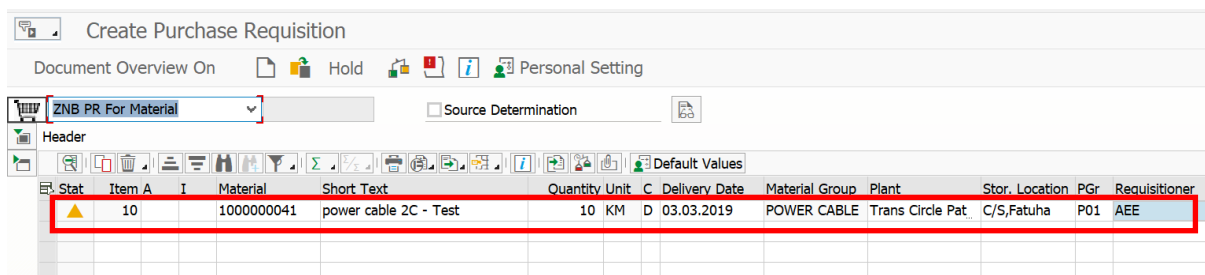 Create Purchase Requisition
Document Overview On Hold Personal Setting
ZNB PR For Material Source Determination
Header
Default Values
Stat Item A I Material Short Text Quantity Unit C Delivery Date Material Group Plant Stor. Location PGr Requisitioner
10 1000000041 power cable 2C - Test 10 KM D 03.03.2019 POWER CABLE Trans Circle Pat C/S,Fatuha P01 AEE